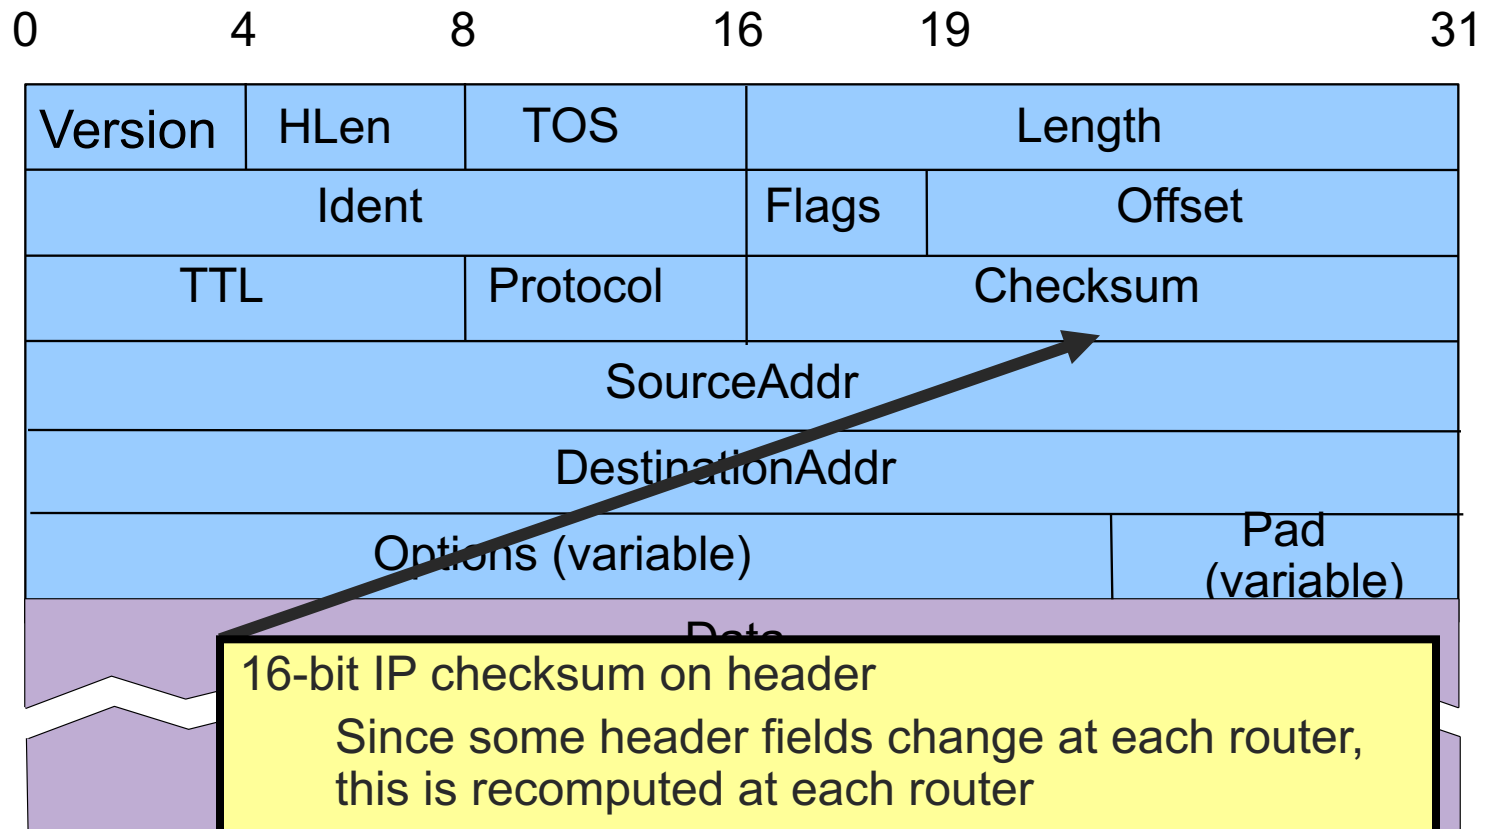 0 4 8 16 19 31
Version HLen TOS Length
Ident Flags Offset
TTL Protocol Checksum
SourceAddr
DestinationAddr
Options (variable) Pad
(variable)
Data
16-bit IP checksum on header
Since some header fields change at each router,
this is recomputed at each router